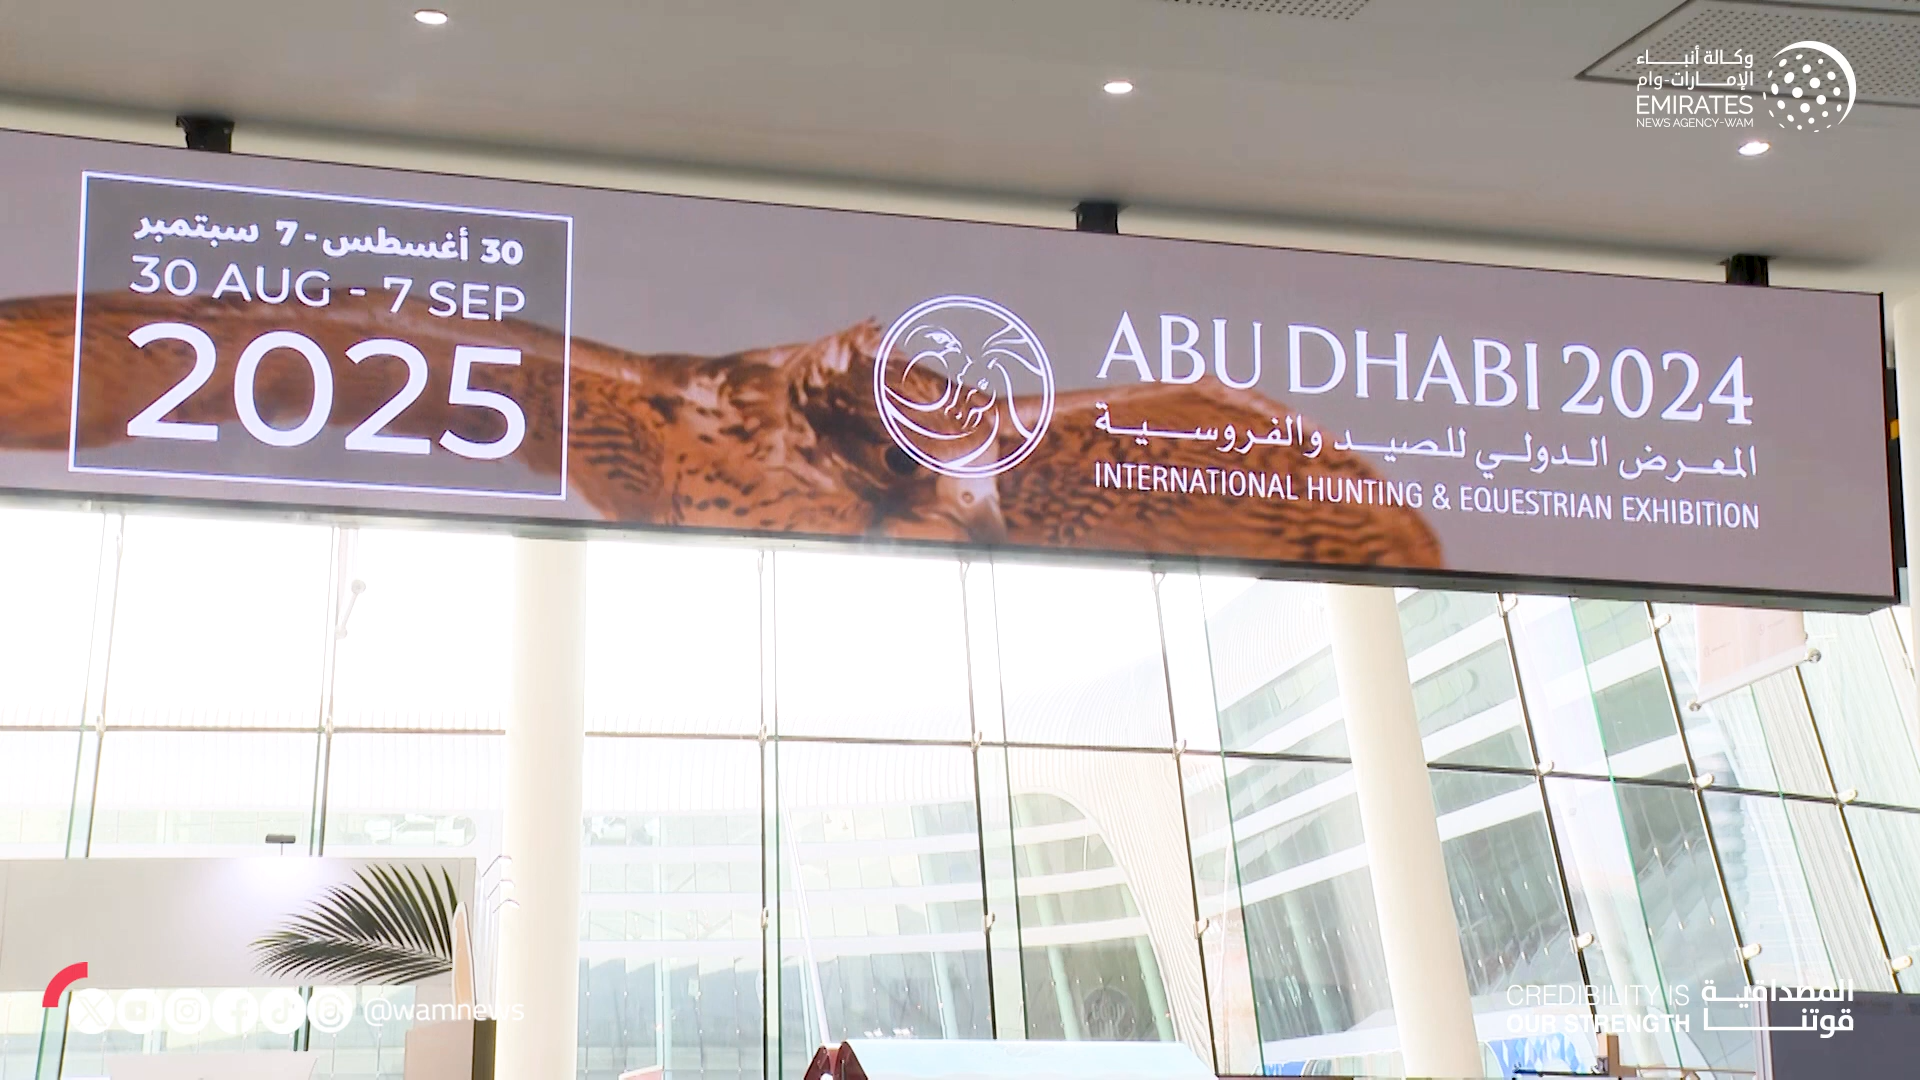 وكالة أنباء
الإمارات-وام
EMIRATES
NEWS AGENCY-WAM
30 أغسطس - 7 سبتمبر
30 AUG - 7 SEP
2025
ABU DHABI 2024
المعرض الدولي للصيد والفروسية
INTERNATIONAL HUNTING & EQUESTRIAN EXHIBITION
@wamnews
CREDIBILITY IS
OUR STRENGTH
المصداقية
قوتنا